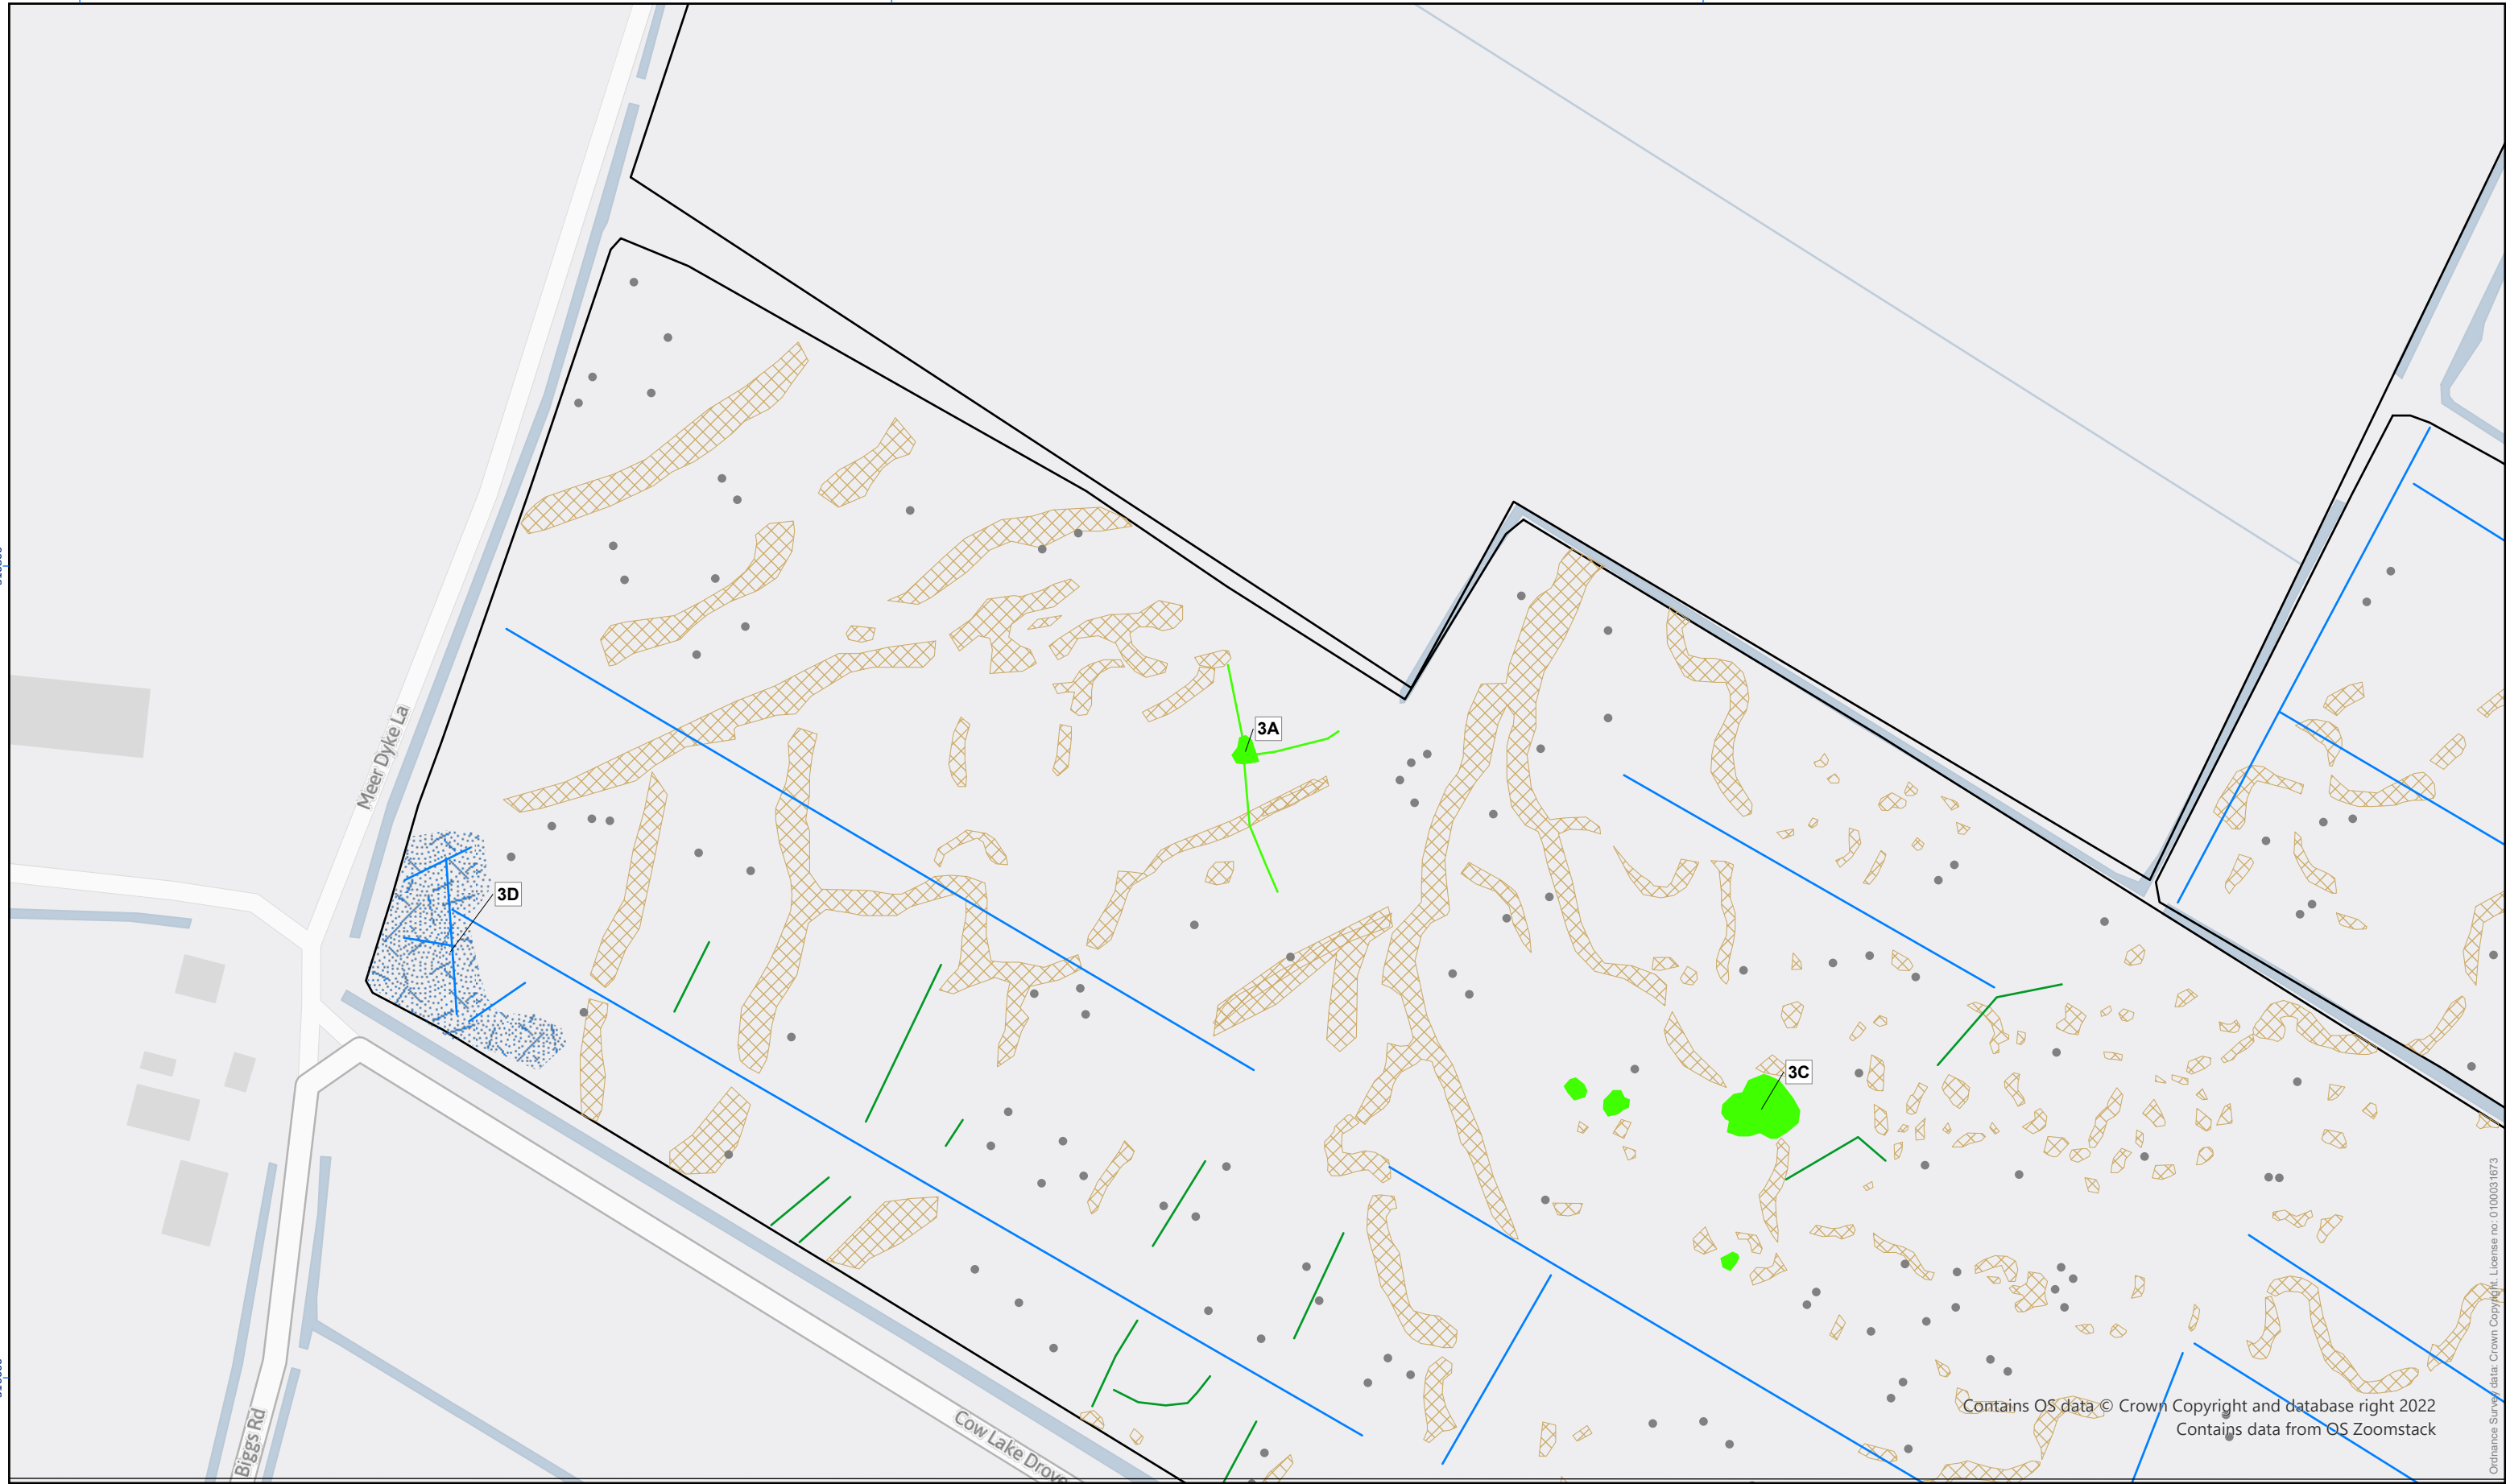 Meer Dyke La
3A
3D
3C
Biggs Rd
Cow Lake Drove
Contains OS data © Crown Copyright and database right 2022
Contains data from OS Zoomstack
Ordnance Survey data: Crown Copyright. License no: 0100031673